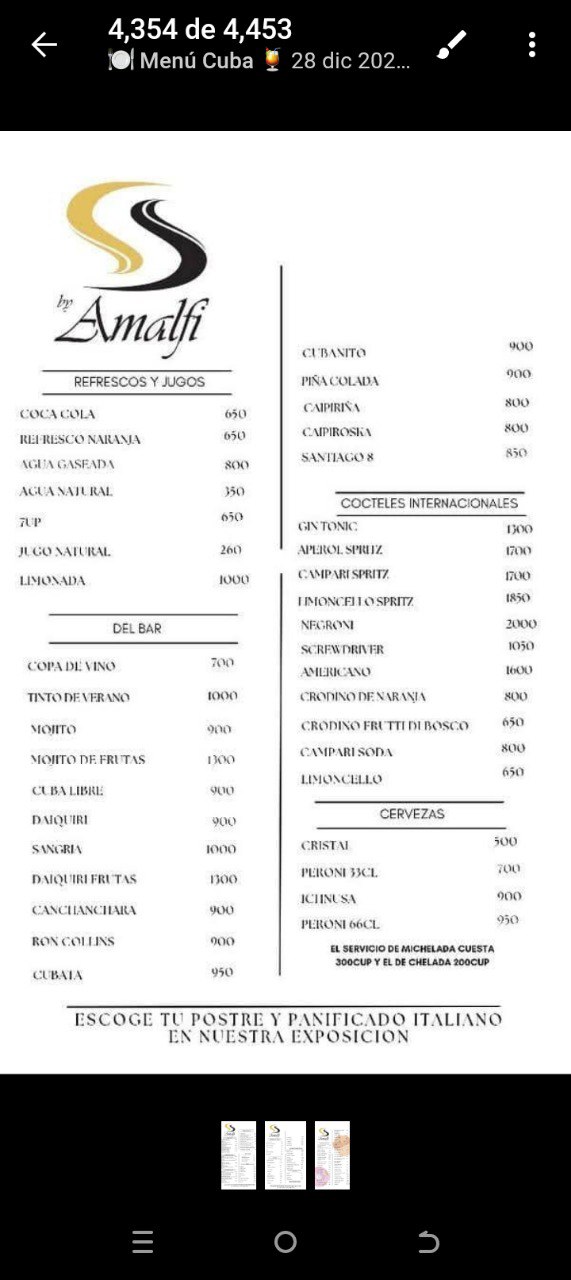 4,354 de 4,453
Menú Cuba 28 dic 202...
by Amalfi
REFRESCOS Y JUGOS
COCA COLA 650
REFRESCO NARANJA 650
AGUA GASEADA 800
AGUA NATURAL 350
7UP 650
JUGO NATURAL 260
LIMONADA 1000
DEL BAR
COPA DE VINO 700
TINTO DE VERANO 1000
MOJITO 900
MOJITO DE FRUTAS 1300
CUBA LIBRE 900
DAIQUIRI 900
SANGRIA 1000
DAIQUIRI FRUTAS 1300
CANCHANCHARA 900
RON COLLINS 900
CUBATA 950
CUBANITO 900
PIÑA COLADA 900
CAIPIRIÑA 800
CAIPIROSKA 800
SANTIAGO 8 850
COCTELES INTERNACIONALES
GIN TONIC 1300
APEROL SPRITZ 1700
CAMPARI SPRITZ 1700
LIMONCELLO SPRITZ 1850
NEGRONI 2000
SCREWDRIVER 1050
AMERICANO 1600
CRODINO DE NARANJA 800
CRODINO FRUTTI DI BOSCO 650
CAMPARI SODA 800
LIMONCELLO 650
CERVEZAS
CRISTAL 500
PERONI 33CL 700
ICHNUSA 900
PERONI 66CL 950
EL SERVICIO DE MICHELADA CUESTA
300CUP Y EL DE CHELADA 200CUP
ESCOGE TU POSTRE Y PANIFICADO ITALIANO
EN NUESTRA EXPOSICION